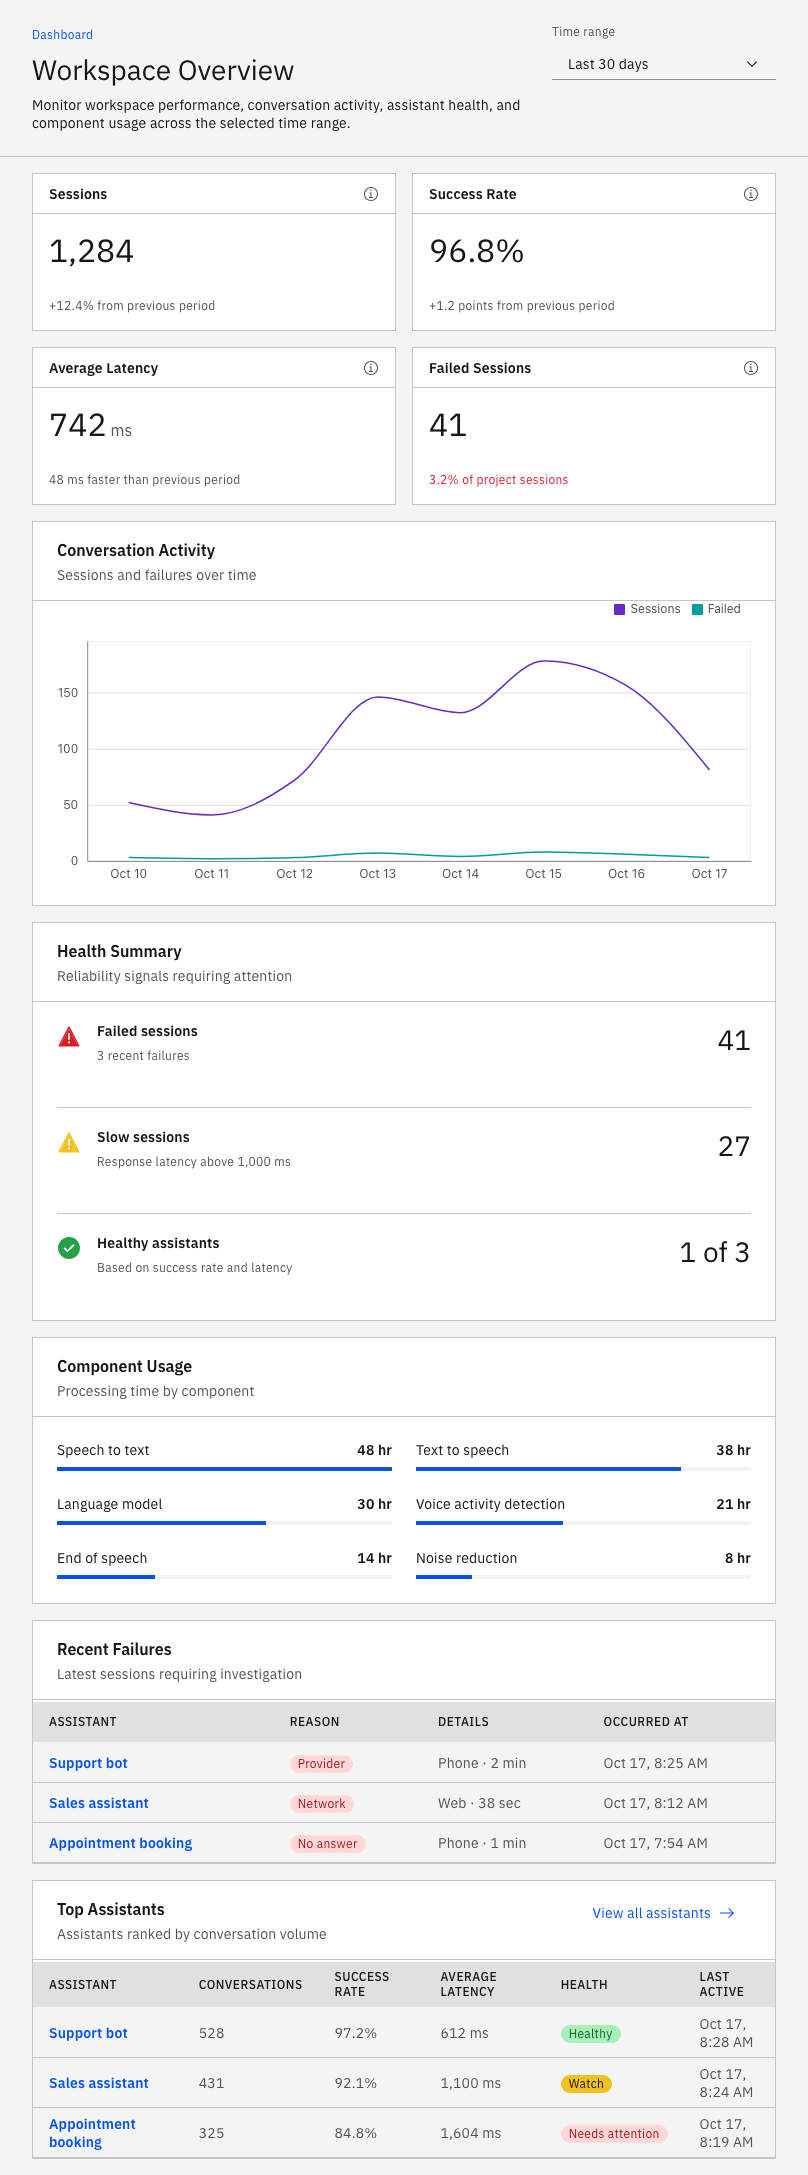 Dashboard
Time range
Workspace Overview
Last 30 days
Monitor workspace performance, conversation activity, assistant health, and
component usage across the selected time range.
Sessions
Success Rate
1,284
96.8%
+12.4% from previous period
+1.2 points from previous period
Average Latency
Failed Sessions
742 ms
41
48 ms faster than previous period
3.2% of project sessions
Conversation Activity
Sessions and failures over time
Sessions Failed
150
100
50
0
Oct 10 Oct 11 Oct 12 Oct 13 Oct 14 Oct 15 Oct 16 Oct 17
Health Summary
Reliability signals requiring attention
Failed sessions
41
3 recent failures
Slow sessions
27
Response latency above 1,000 ms
Healthy assistants
1 of 3
Based on success rate and latency
Component Usage
Processing time by component
Speech to text 48 hr
Text to speech 38 hr
Language model 30 hr
Voice activity detection 21 hr
End of speech 14 hr
Noise reduction 8 hr
Recent Failures
Latest sessions requiring investigation
ASSISTANT REASON DETAILS OCCURRED AT
Support bot Provider Phone · 2 min Oct 17, 8:25 AM
Sales assistant Network Web · 38 sec Oct 17, 8:12 AM
Appointment booking No answer Phone · 1 min Oct 17, 7:54 AM
Top Assistants
View all assistants
Assistants ranked by conversation volume
ASSISTANT CONVERSATIONS SUCCESS RATE AVERAGE LATENCY HEALTH LAST ACTIVE
Support bot 528 97.2% 612 ms Healthy Oct 17, 8:28 AM
Sales assistant 431 92.1% 1,100 ms Watch Oct 17, 8:24 AM
Appointment booking 325 84.8% 1,604 ms Needs attention Oct 17, 8:19 AM